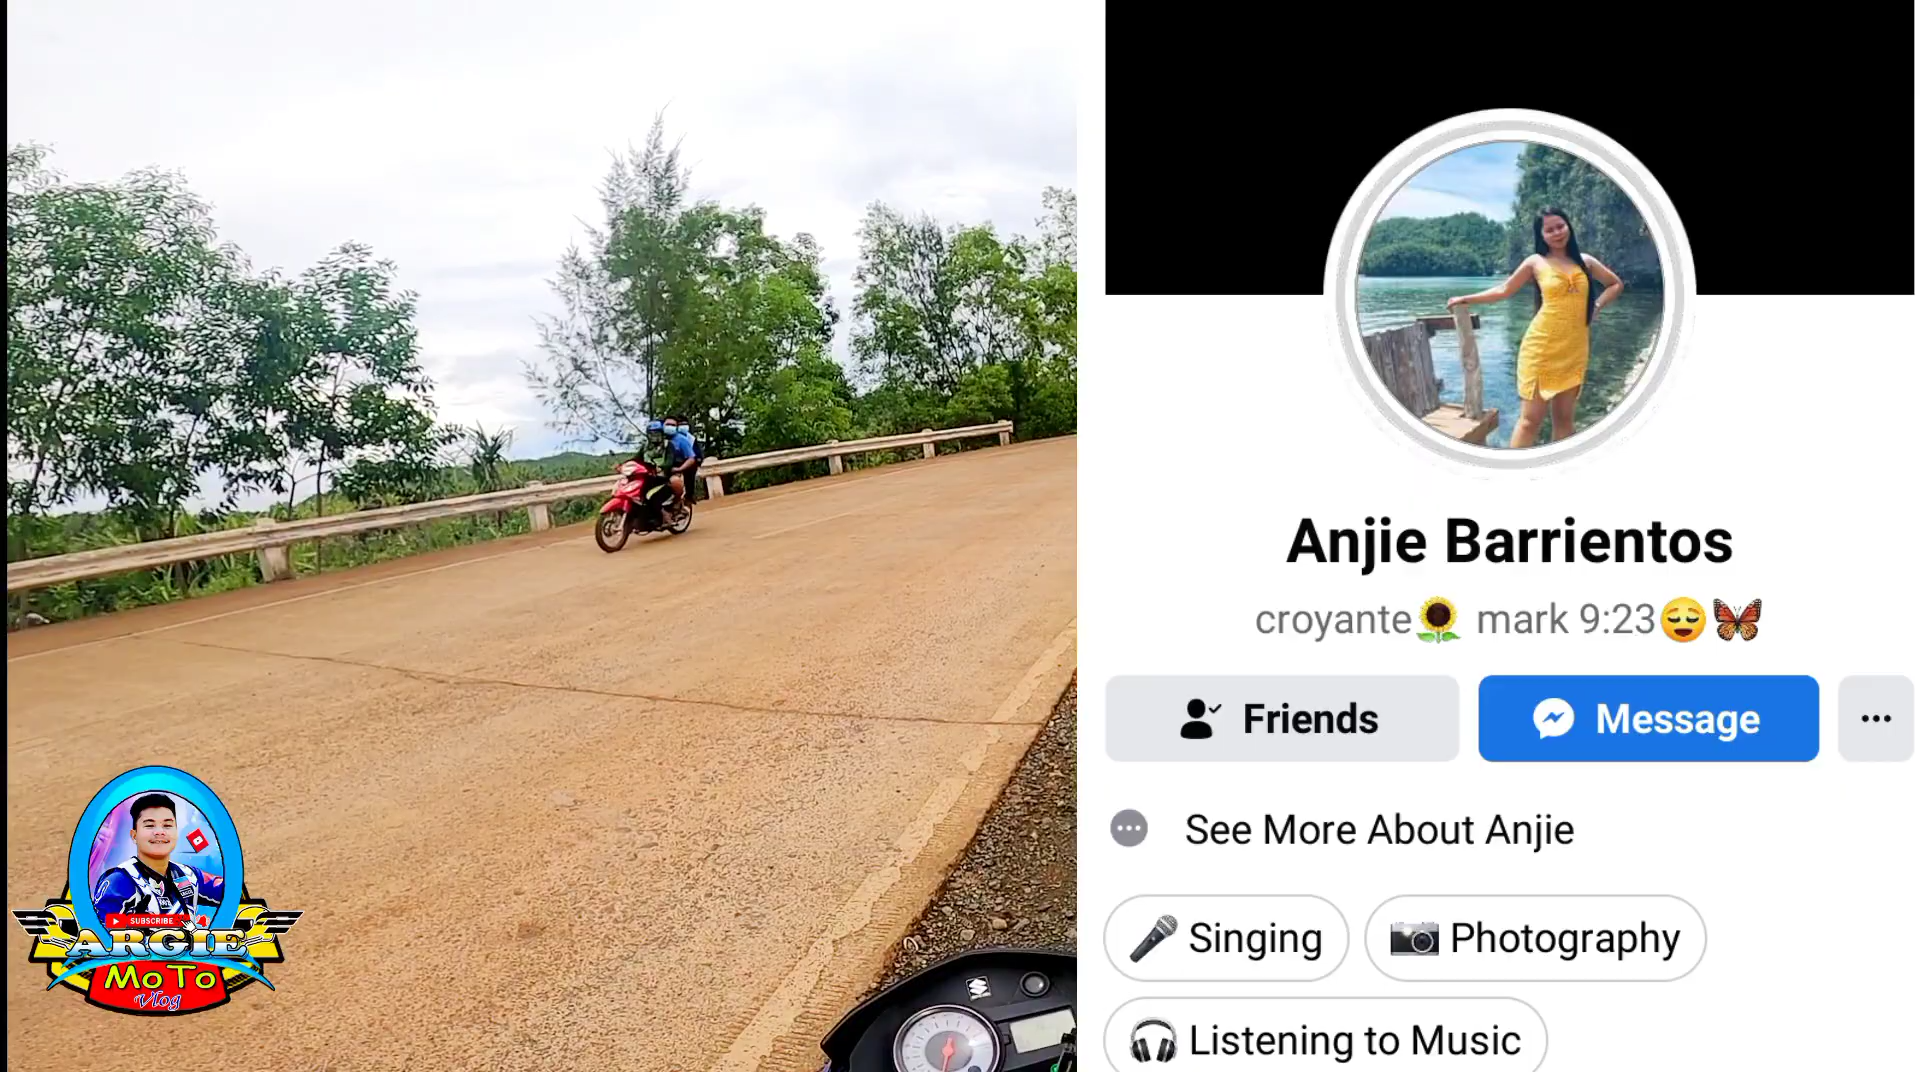 SUBSCRIBE
ARGIE
MoTo
Vlog
Anjie Barrientos
croyante🌻 mark 9:23😌🦋
Friends
Message
See More About Anjie
Singing
Photography
Listening to Music